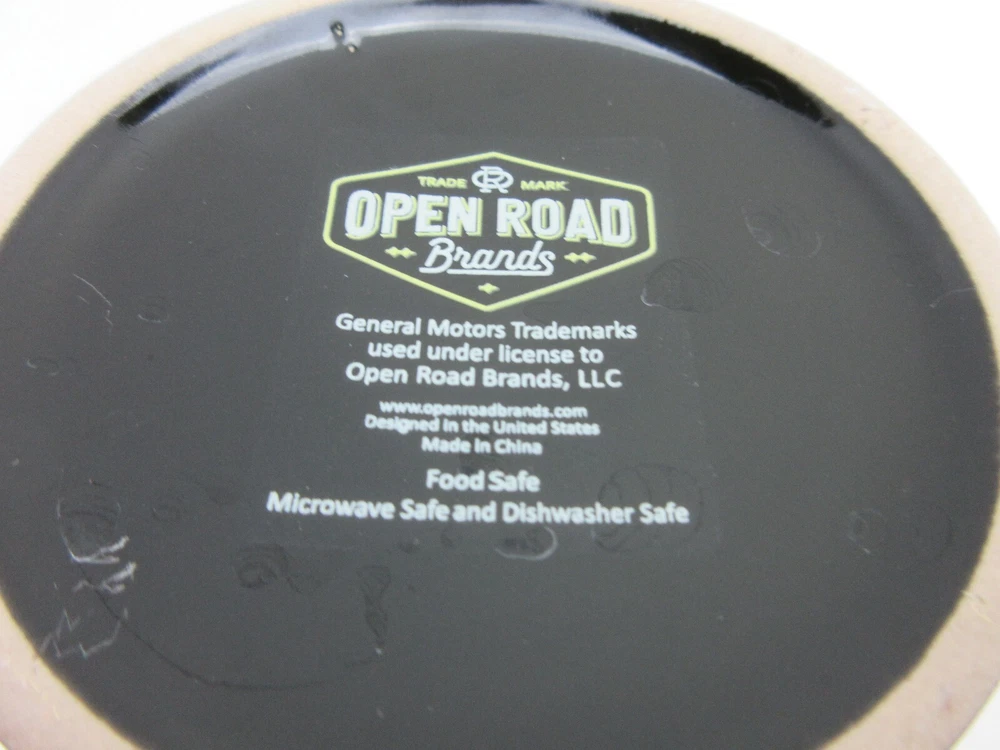 TRADE OR MARK
OPEN ROAD
Brands
General Motors Trademarks
used under license to
Open Road Brands, LLC
www.openroadbrands.com
Designed in the United States
Made in China
Food Safe
Microwave Safe and Dishwasher Safe